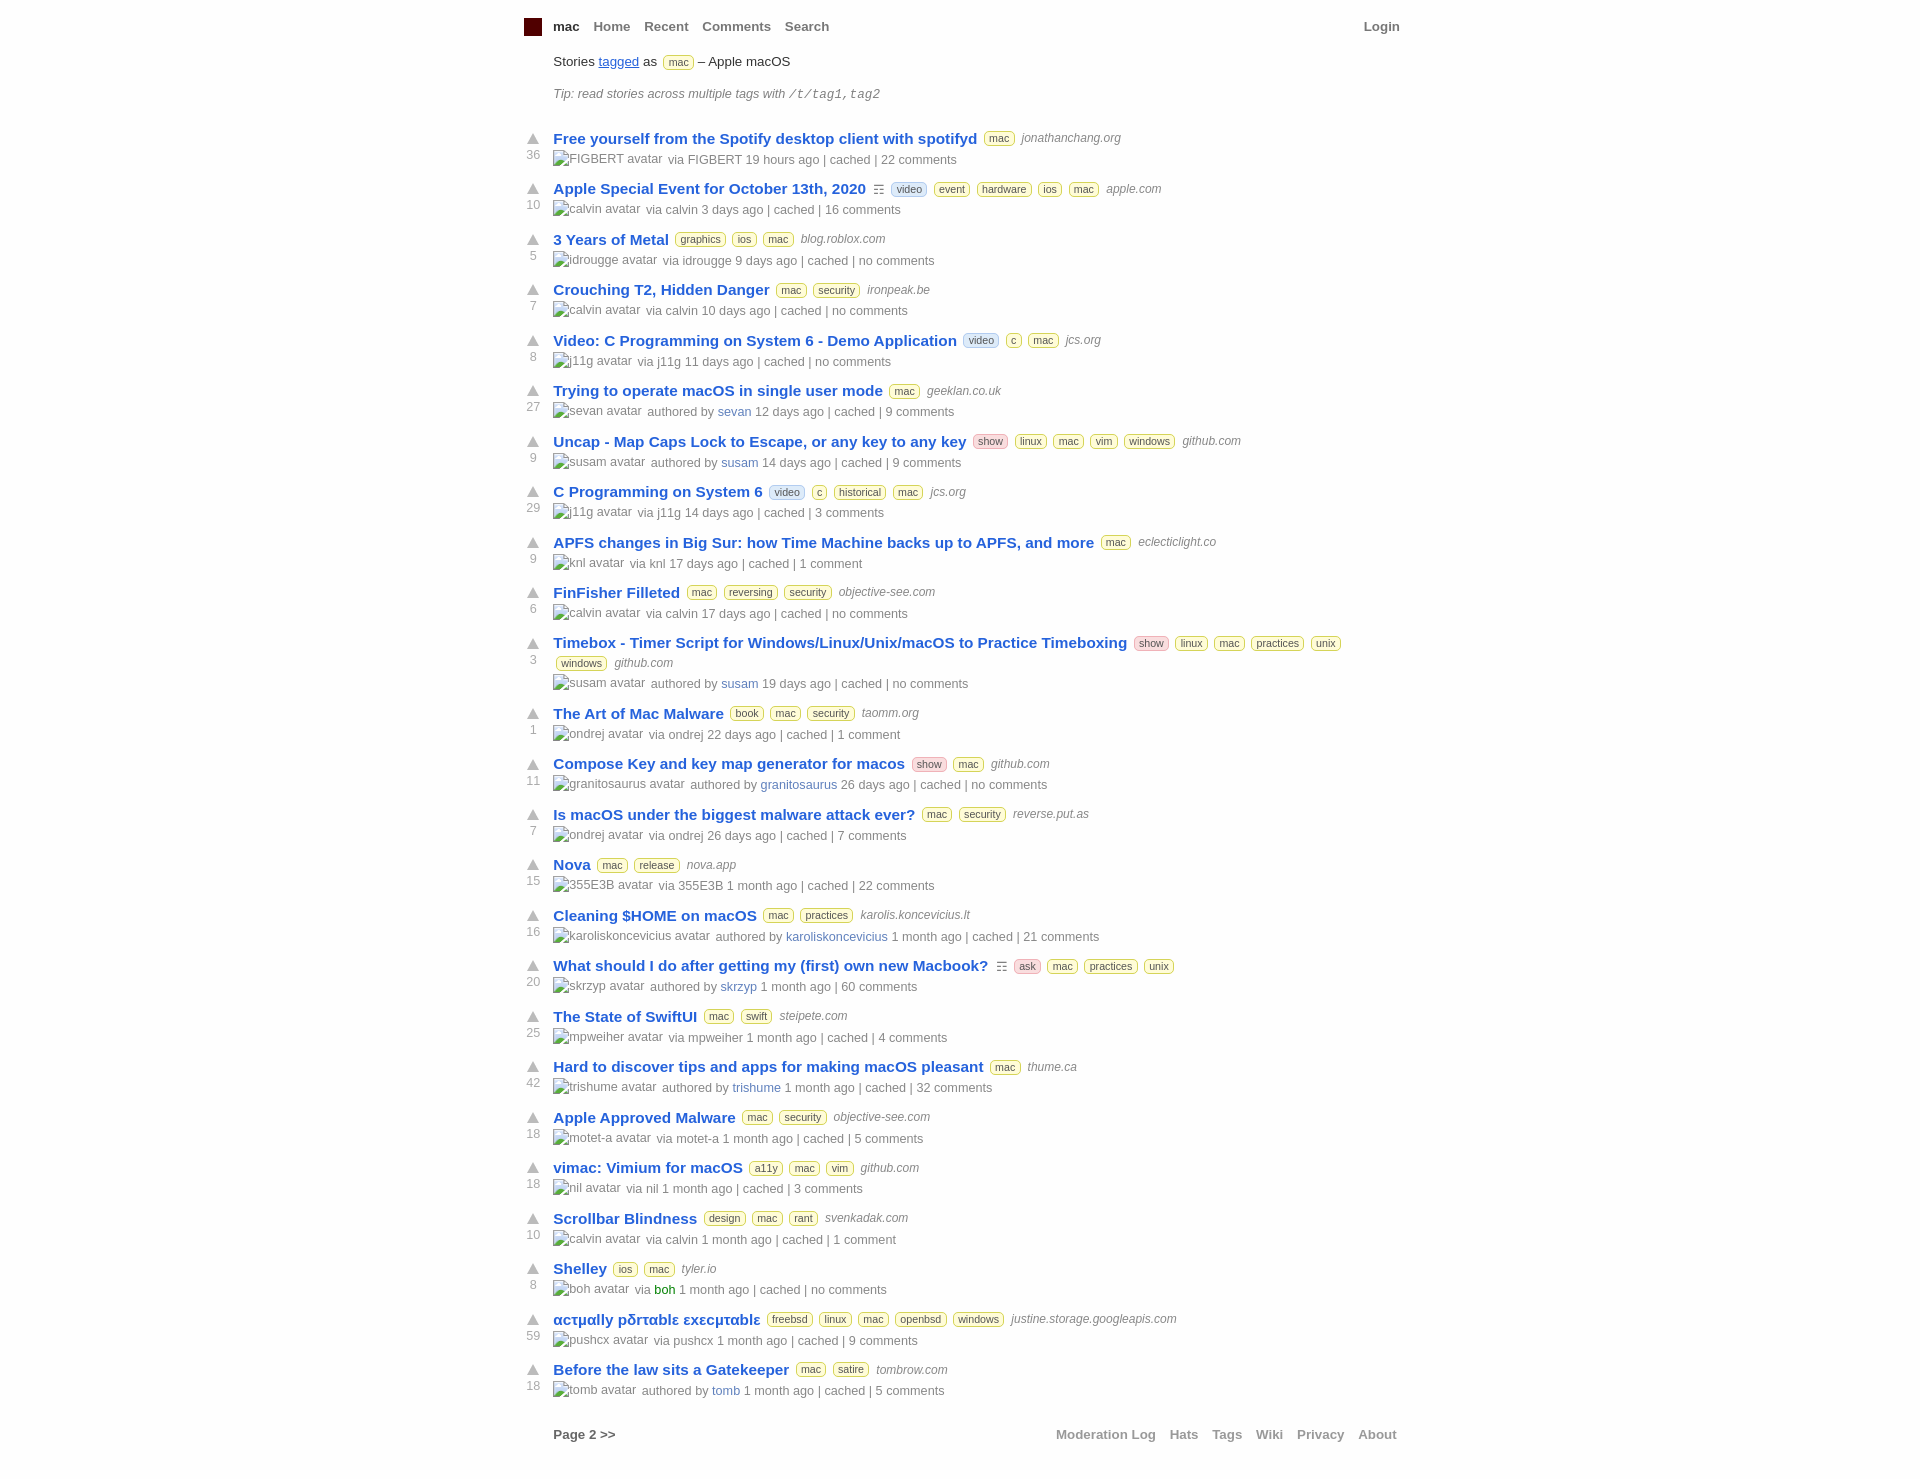 mac Home Recent Comments Search Login
Stories tagged as mac – Apple macOS
Tip: read stories across multiple tags with /t/tag1,tag2
Free yourself from the Spotify desktop client with spotifyd mac jonathanchang.org
36 FIGBERT avatar via FIGBERT 19 hours ago | cached | 22 comments
Apple Special Event for October 13th, 2020 ☶ video event hardware ios mac apple.com
10 calvin avatar via calvin 3 days ago | cached | 16 comments
3 Years of Metal graphics ios mac blog.roblox.com
5 idrougge avatar via idrougge 9 days ago | cached | no comments
Crouching T2, Hidden Danger mac security ironpeak.be
7 calvin avatar via calvin 10 days ago | cached | no comments
Video: C Programming on System 6 - Demo Application video c mac jcs.org
8 j11g avatar via j11g 11 days ago | cached | no comments
Trying to operate macOS in single user mode mac geeklan.co.uk
27 sevan avatar authored by sevan 12 days ago | cached | 9 comments
Uncap - Map Caps Lock to Escape, or any key to any key show linux mac vim windows github.com
9 susam avatar authored by susam 14 days ago | cached | 9 comments
C Programming on System 6 video c historical mac jcs.org
29 j11g avatar via j11g 14 days ago | cached | 3 comments
APFS changes in Big Sur: how Time Machine backs up to APFS, and more mac eclecticlight.co
9 knl avatar via knl 17 days ago | cached | 1 comment
FinFisher Filleted mac reversing security objective-see.com
6 calvin avatar via calvin 17 days ago | cached | no comments
Timebox - Timer Script for Windows/Linux/Unix/macOS to Practice Timeboxing show linux mac practices unix
3 windows github.com
susam avatar authored by susam 19 days ago | cached | no comments
The Art of Mac Malware book mac security taomm.org
1 ondrej avatar via ondrej 22 days ago | cached | 1 comment
Compose Key and key map generator for macos show mac github.com
11 granitosaurus avatar authored by granitosaurus 26 days ago | cached | no comments
Is macOS under the biggest malware attack ever? mac security reverse.put.as
7 ondrej avatar via ondrej 26 days ago | cached | 7 comments
Nova mac release nova.app
15 355E3B avatar via 355E3B 1 month ago | cached | 22 comments
Cleaning $HOME on macOS mac practices karolis.koncevicius.lt
16 karoliskoncevicius avatar authored by karoliskoncevicius 1 month ago | cached | 21 comments
What should I do after getting my (first) own new Macbook? ☶ ask mac practices unix
20 skrzyp avatar authored by skrzyp 1 month ago | 60 comments
The State of SwiftUI mac swift steipete.com
25 mpweiher avatar via mpweiher 1 month ago | cached | 4 comments
Hard to discover tips and apps for making macOS pleasant mac thume.ca
42 trishume avatar authored by trishume 1 month ago | cached | 32 comments
Apple Approved Malware mac security objective-see.com
18 motet-a avatar via motet-a 1 month ago | cached | 5 comments
vimac: Vimium for macOS a11y mac vim github.com
18 nil avatar via nil 1 month ago | cached | 3 comments
Scrollbar Blindness design mac rant svenkadak.com
10 calvin avatar via calvin 1 month ago | cached | 1 comment
Shelley ios mac tyler.io
8 boh avatar via boh 1 month ago | cached | no comments
αcτμαlly pδrταblε εxεcμταblε freebsd linux mac openbsd windows justine.storage.googleapis.com
59 pushcx avatar via pushcx 1 month ago | cached | 9 comments
Before the law sits a Gatekeeper mac satire tombrow.com
18 tomb avatar authored by tomb 1 month ago | cached | 5 comments
Page 2 >> Moderation Log Hats Tags Wiki Privacy About